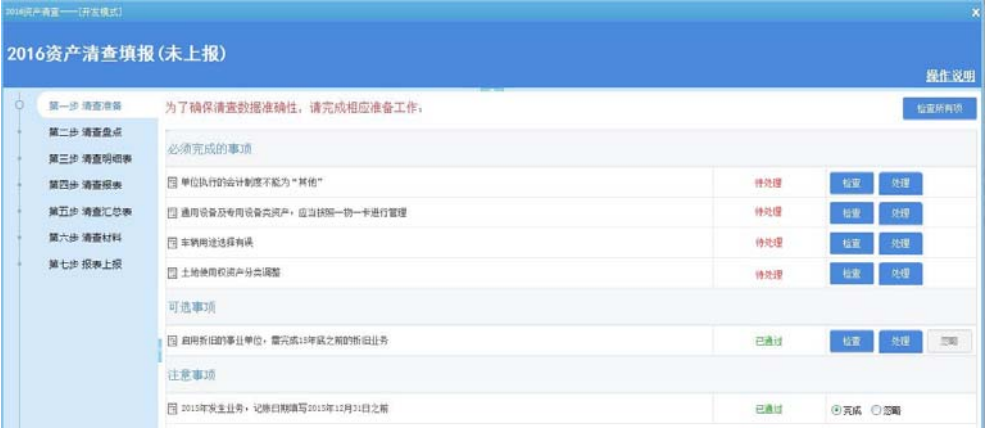 2016资产清查——[开发模式]
2016资产清查填报(未上报)
操作说明
第一步 清查准备
为了确保清查数据准确性，请完成相应准备工作：
检查所有项
第二步 清查盘点
必须完成的事项
第三步 清查明细表
第四步 清查报表
单位执行的会计制度不能为“其他” 待处理 检查 处理
第五步 清查汇总表
通用设备及专用设备类资产，应当按照一物一卡进行管理 待处理 检查 处理
第六步 清查材料
车辆用途选择有误 待处理 检查 处理
第七步 报表上报
土地使用权资产分类调整 待处理 检查 处理
可选事项
启用折旧的事业单位，需完成15年底之前的折旧业务 已通过 检查 处理 忽略
注意事项
2015年发生业务，记账日期填写2015年12月31日之前 已通过 完成 忽略